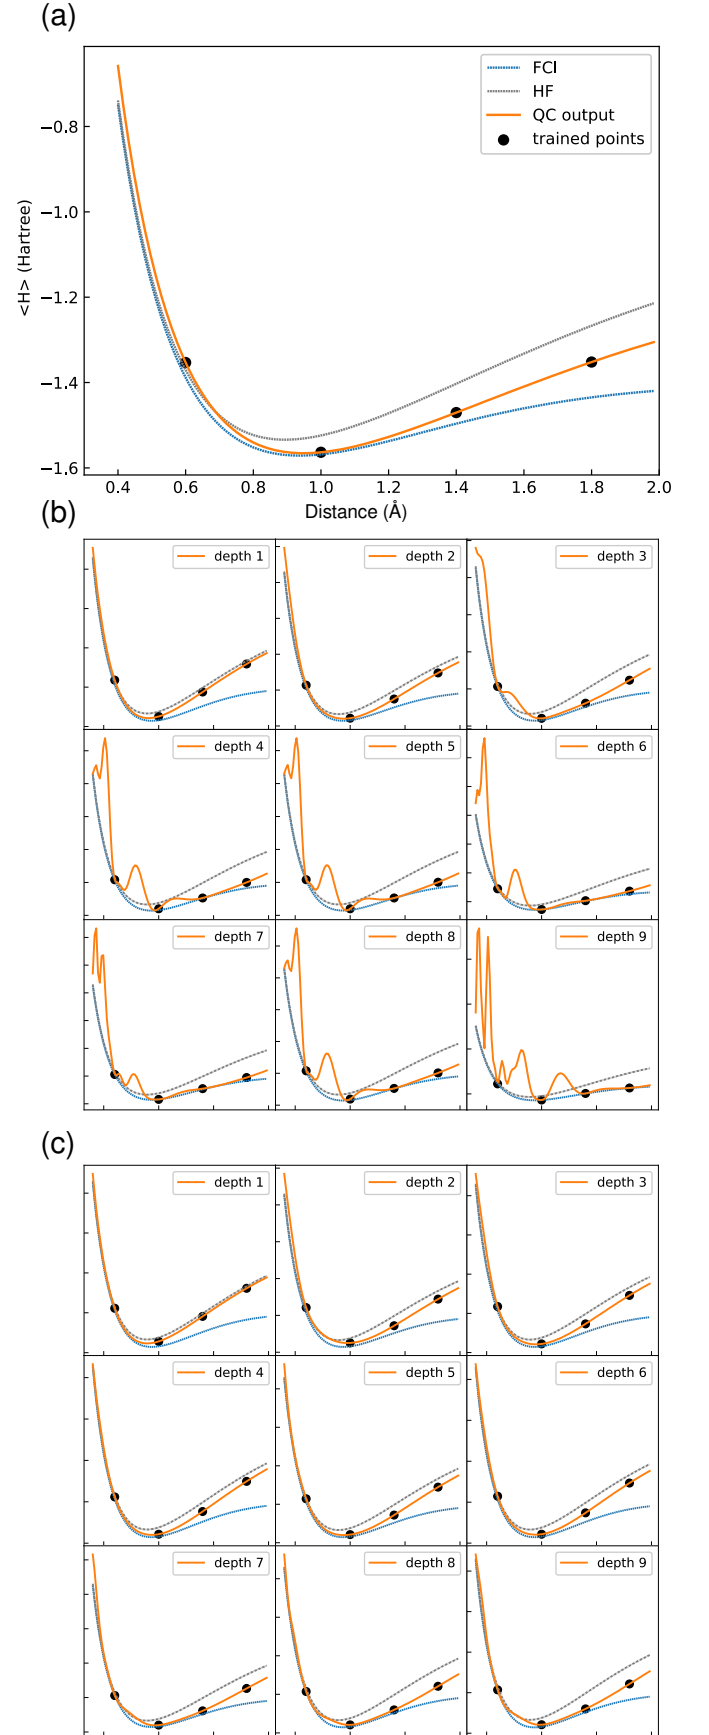 (a)
FCI
HF
QC output
trained points
<H> (Hartree)
−0.8
−1.0
−1.2
−1.4
−1.6
0.4
0.6
0.8
1.0
1.2
1.4
1.6
1.8
2.0
Distance (Å)
(b)
depth 1
depth 2
depth 3
depth 4
depth 5
depth 6
depth 7
depth 8
depth 9
(c)
depth 1
depth 2
depth 3
depth 4
depth 5
depth 6
depth 7
depth 8
depth 9